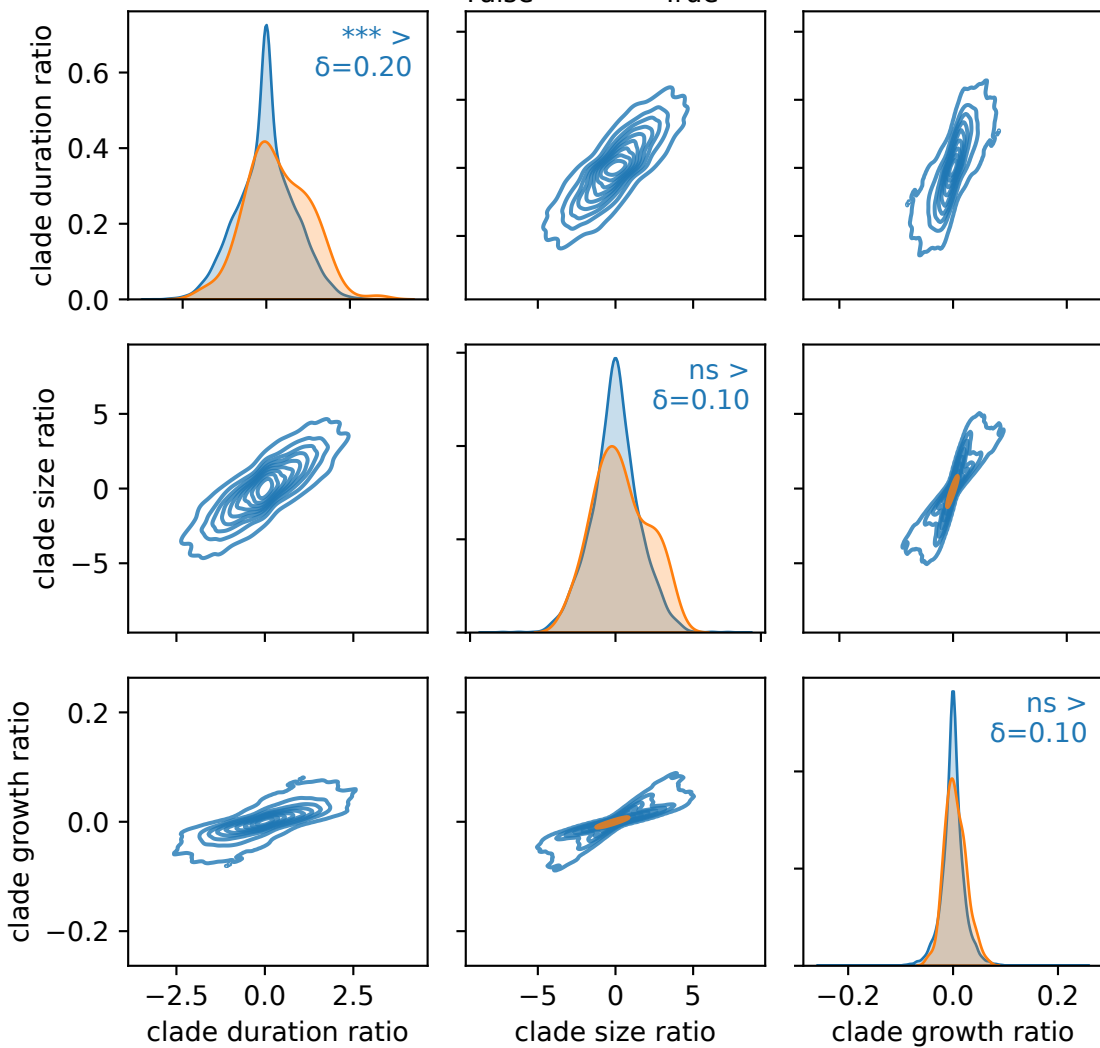 False True
clade duration ratio
0.6
0.4
0.2
0.0
*** >
δ=0.20
clade size ratio
5
0
−5
ns >
δ=0.10
clade growth ratio
0.2
0.0
−0.2
ns >
δ=0.10
−2.5 0.0 2.5
−5 0 5
−0.2 0.0 0.2
clade duration ratio
clade size ratio
clade growth ratio